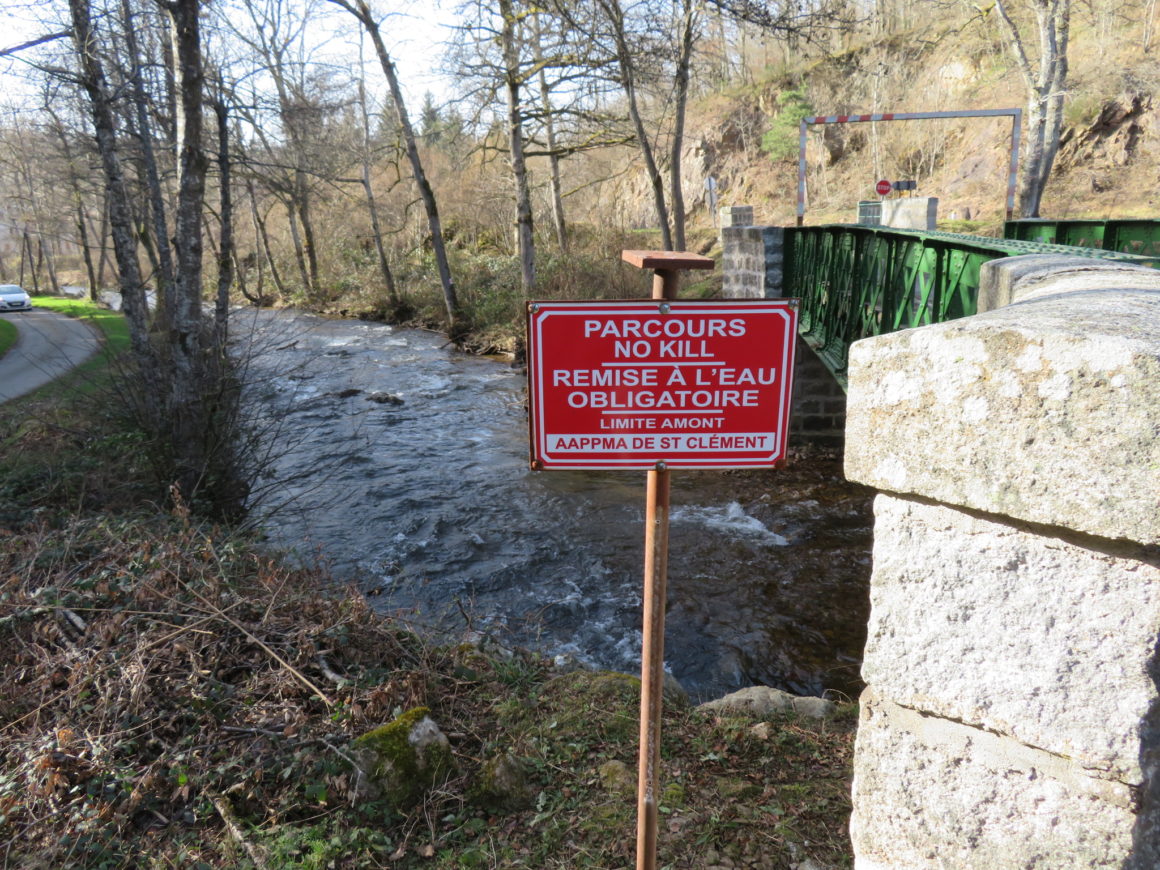 PARCOURS
NO KILL
REMISE À L'EAU
OBLIGATOIRE
LIMITE AMONT
AAPPMA DE ST CLÉMENT